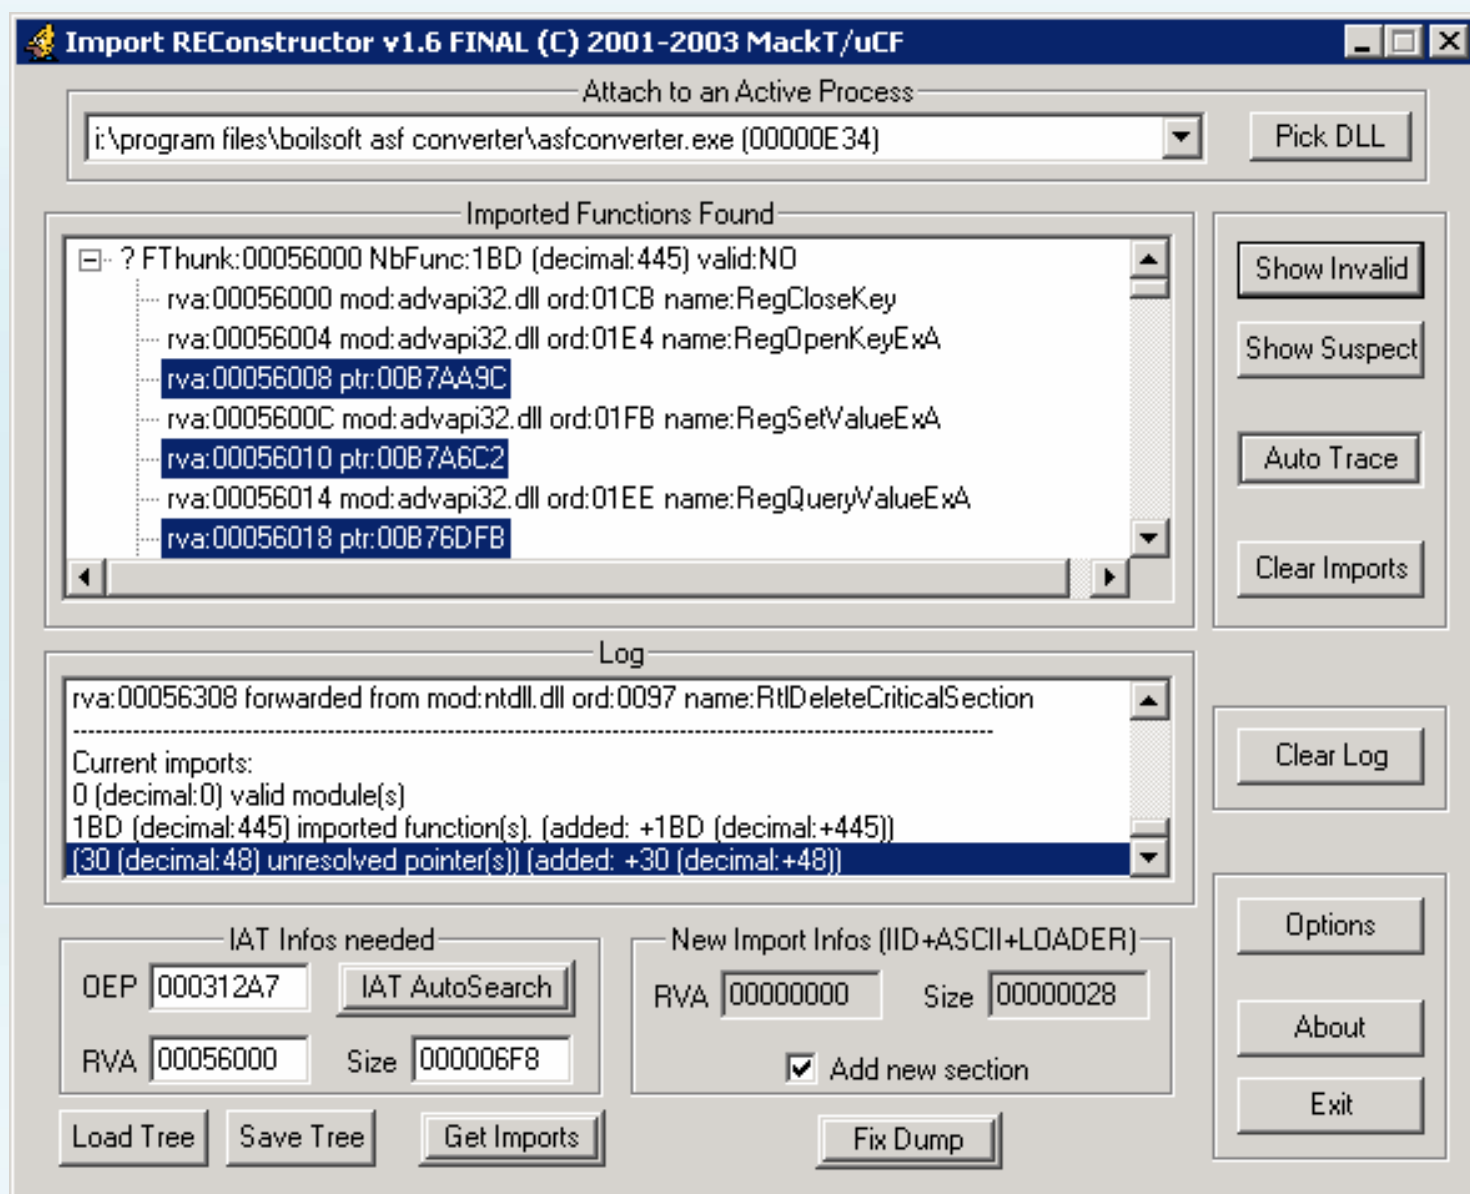 Import REConstructor v1.6 FINAL (C) 2001-2003 MackT/uCF
Attach to an Active Process
i:\program files\boilsoft asf converter\asfconverter.exe (00000E34)
Pick DLL
Imported Functions Found
? FThunk:00056000 NbFunc:1BD (decimal:445) valid:NO
rva:00056000 mod:advapi32.dll ord:01CB name:RegCloseKey
rva:00056004 mod:advapi32.dll ord:01E4 name:RegOpenKeyExA
rva:00056008 ptr:00B7AA9C
rva:0005600C mod:advapi32.dll ord:01FB name:RegSetValueExA
rva:00056010 ptr:00B7A6C2
rva:00056014 mod:advapi32.dll ord:01EE name:RegQueryValueExA
rva:00056018 ptr:00B76DFB
Show Invalid
Show Suspect
Auto Trace
Clear Imports
Log
rva:00056308 forwarded from mod:ntdll.dll ord:0097 name:RtlDeleteCriticalSection
---------------------------------------------------------------------------------------------------------------------
Current imports:
0 (decimal:0) valid module(s)
1BD (decimal:445) imported function(s). (added: +1BD (decimal:+445))
(30 (decimal:48) unresolved pointer(s)) (added: +30 (decimal:+48))
Clear Log
IAT Infos needed
OEP 000312A7 IAT AutoSearch
RVA 00056000 Size 000006F8
New Import Infos (IID+ASCII+LOADER)
RVA 00000000 Size 00000028
Add new section
Options
About
Exit
Load Tree Save Tree Get Imports Fix Dump